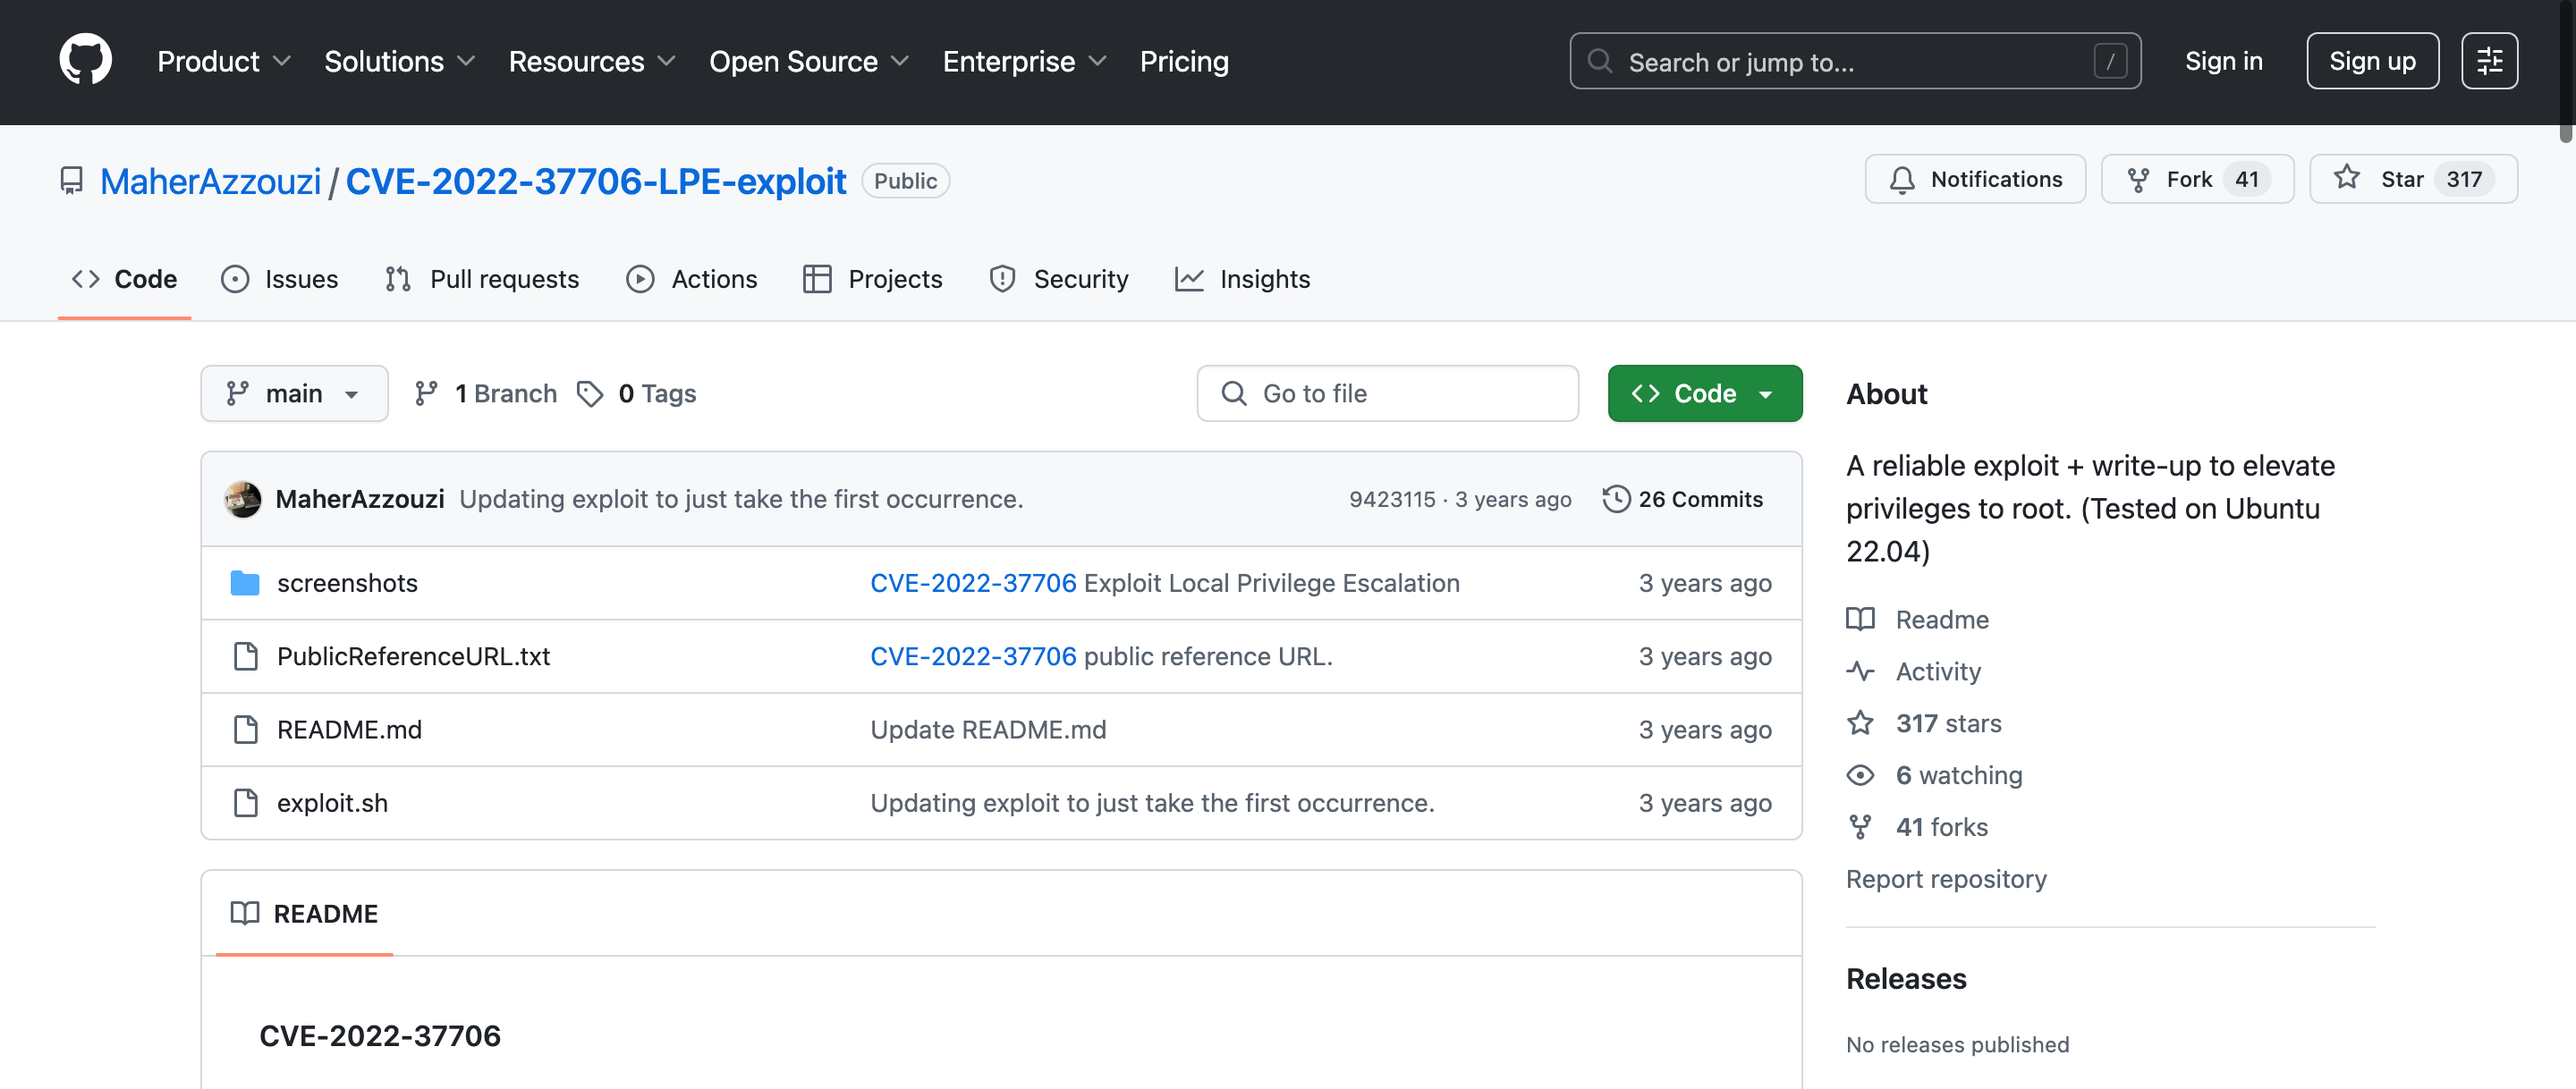 Product Solutions Resources Open Source Enterprise Pricing Search or jump to... / Sign in Sign up
MaherAzzouzi / CVE-2022-37706-LPE-exploit Public Notifications Fork 41 Star 317
Code Issues Pull requests Actions Projects Security Insights
main 1 Branch 0 Tags Go to file Code
MaherAzzouzi Updating exploit to just take the first occurrence. 9423115 · 3 years ago 26 Commits
screenshots CVE-2022-37706 Exploit Local Privilege Escalation 3 years ago
PublicReferenceURL.txt CVE-2022-37706 public reference URL. 3 years ago
README.md Update README.md 3 years ago
exploit.sh Updating exploit to just take the first occurrence. 3 years ago
README
CVE-2022-37706
About
A reliable exploit + write-up to elevate
privileges to root. (Tested on Ubuntu
22.04)
Readme
Activity
317 stars
6 watching
41 forks
Report repository
Releases
No releases published